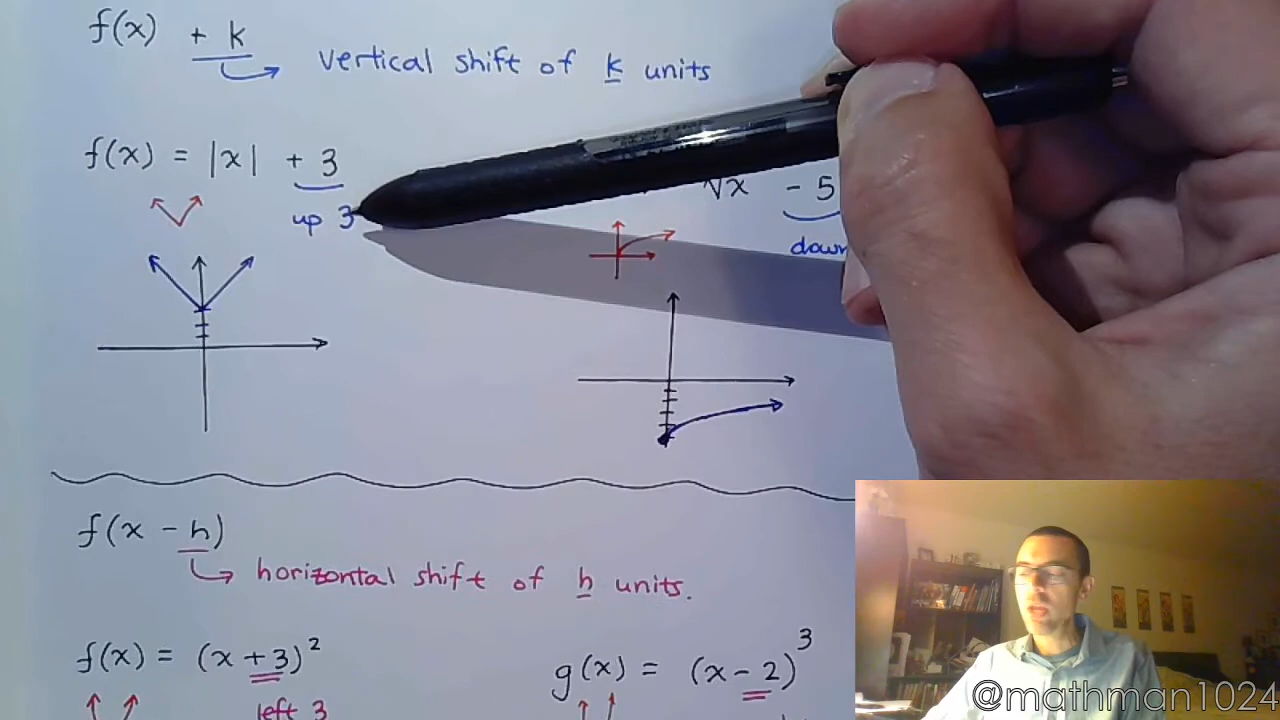 f(x) + k
vertical shift of k units
f(x) = |x| + 3
up 3
√x - 5
down
f(x - h)
horizontal shift of h units.
f(x) = (x + 3)²
left 3
g(x) = (x - 2)³
@mathman1024